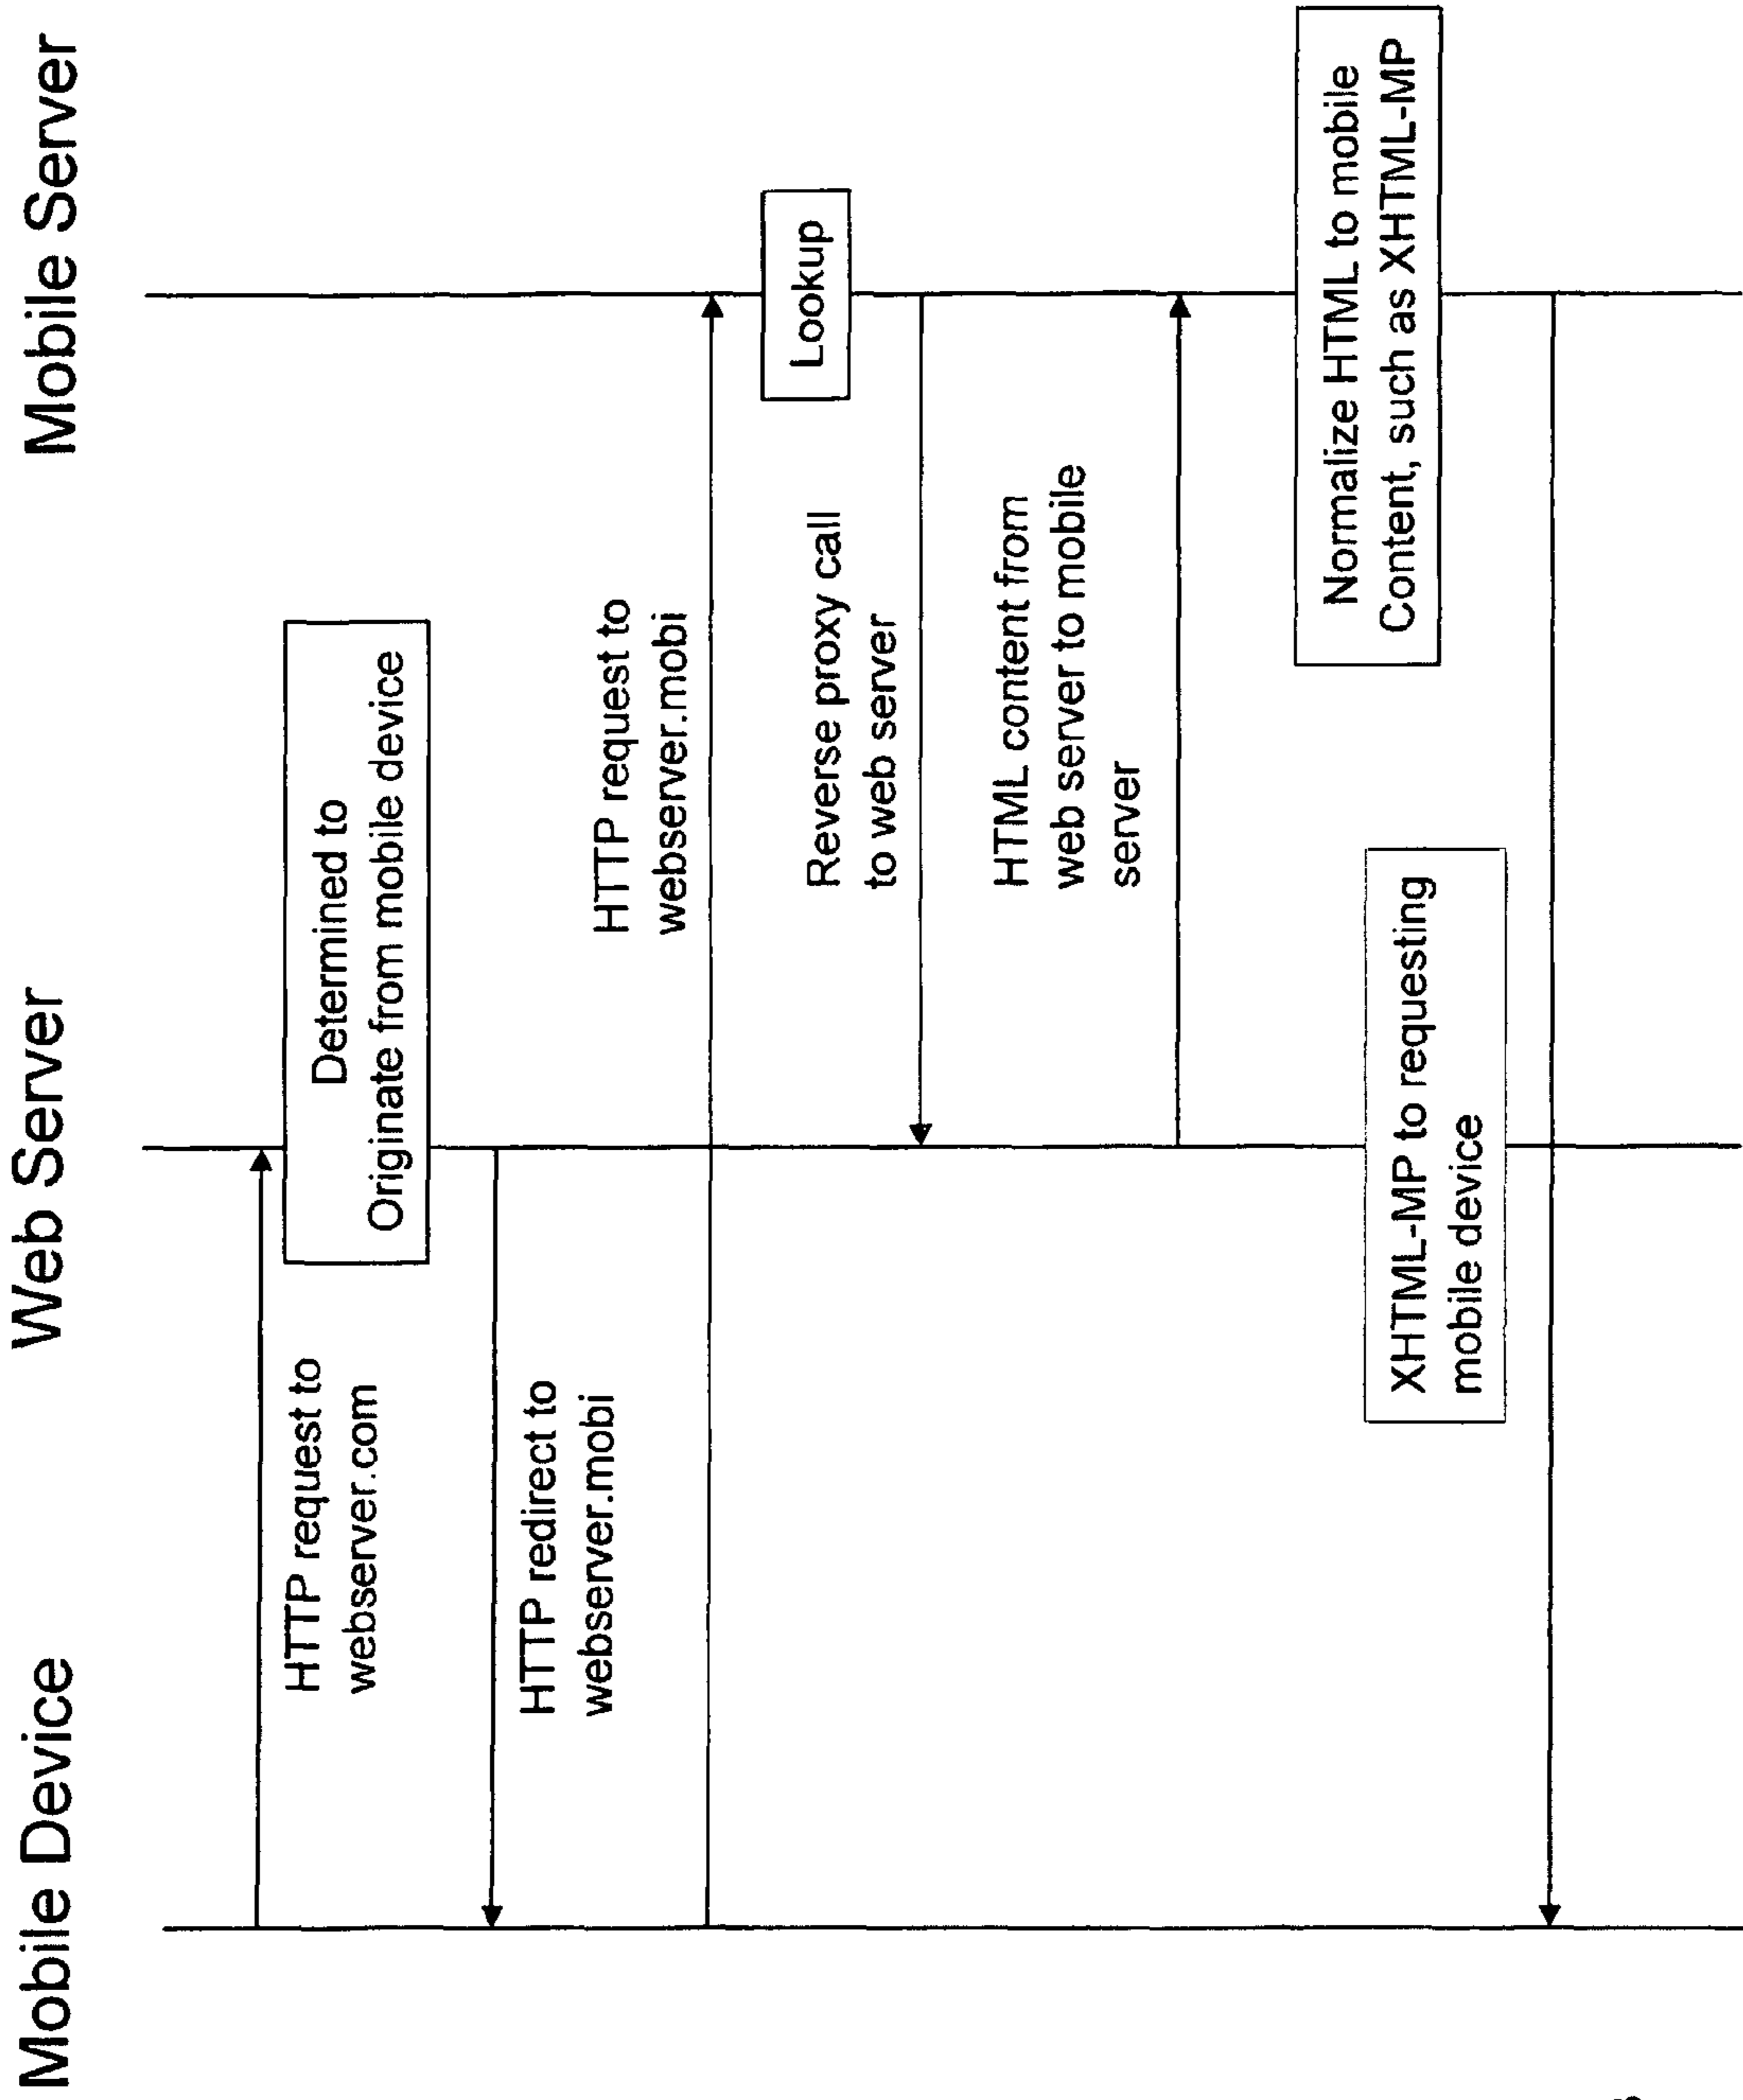 Mobile Device
Web Server
Mobile Server
HTTP request to
webserver.com
Determined to
Originate from mobile device
HTTP redirect to
webserver.mobi
HTTP request to
webserver.mobi
Lookup
Reverse proxy call
to web server
HTML content from
web server to mobile
server
Normalize HTML to mobile
Content, such as XHTML-MP
XHTML-MP to requesting
mobile device